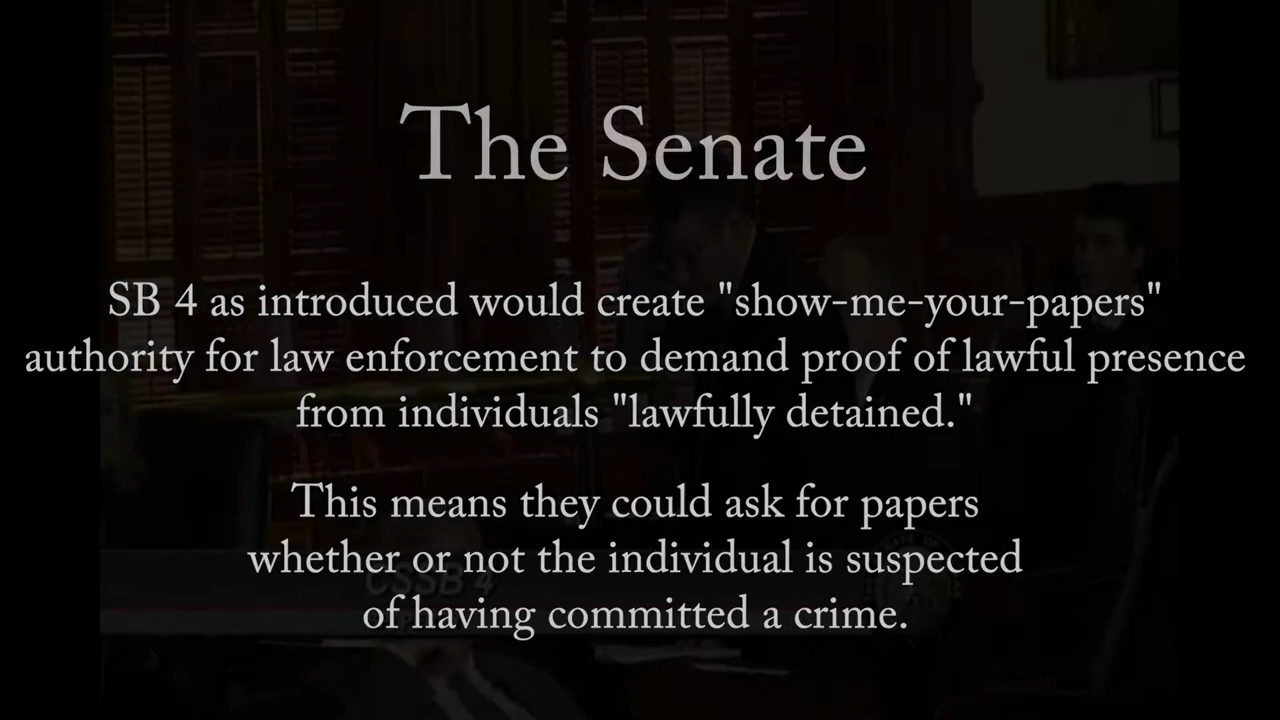 The Senate
SB 4 as introduced would create "show-me-your-papers"
authority for law enforcement to demand proof of lawful presence
from individuals "lawfully detained."
This means they could ask for papers
whether or not the individual is suspected
CSSB 4
of having committed a crime.